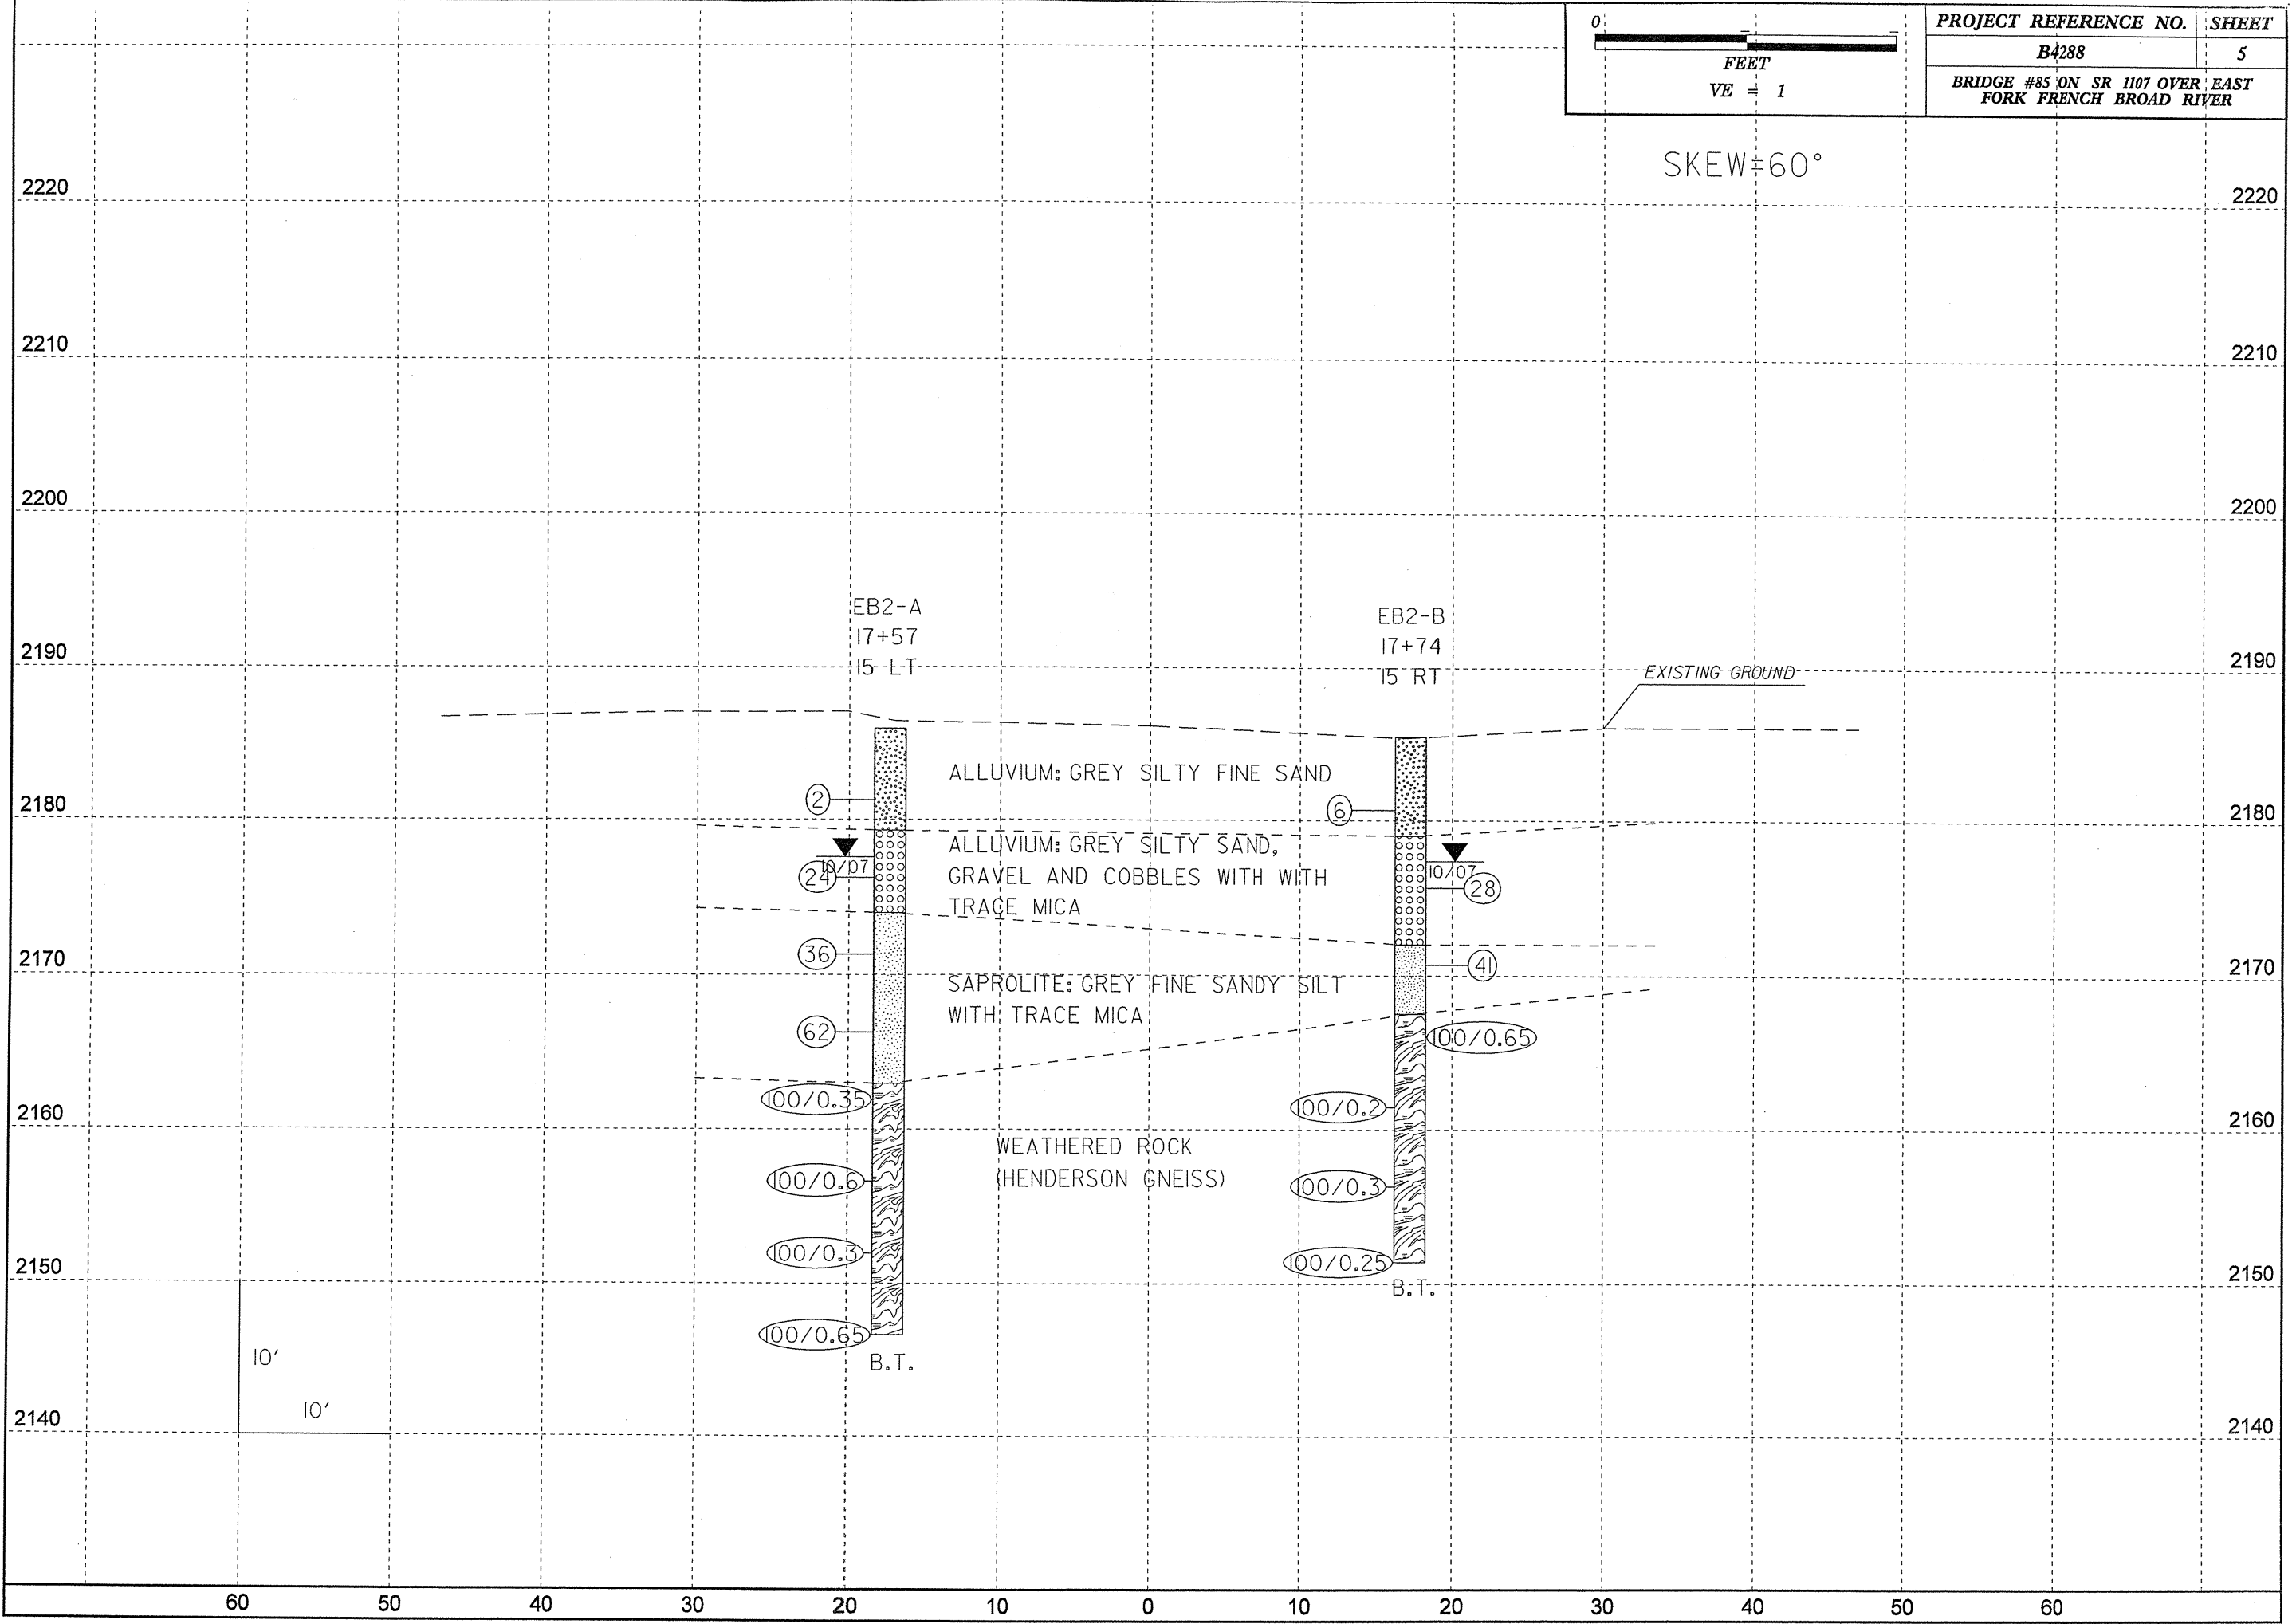 0
FEET
VE = 1
PROJECT REFERENCE NO. SHEET
B4288 5
BRIDGE #85 ON SR 1107 OVER EAST
FORK FRENCH BROAD RIVER
SKEW=60°
2220 2220
2210 2210
2200 2200
EB2-A
17+57
15 LT
EB2-B
17+74
15 RT
2190 2190
EXISTING GROUND
ALLUVIUM: GREY SILTY FINE SAND
2 6
2180 2180
ALLUVIUM: GREY SILTY SAND,
GRAVEL AND COBBLES WITH WITH
TRACE MICA
10/07 10/07
24 28
36 41
2170 2170
SAPROLITE: GREY FINE SANDY SILT
WITH TRACE MICA
62 100/0.65
100/0.35 100/0.2
2160 2160
WEATHERED ROCK
(HENDERSON GNEISS)
100/0.6 100/0.3
100/0.3 100/0.25
2150 2150
B.T.
100/0.65
B.T.
10'
10'
2140 2140
60 50 40 30 20 10 0 10 20 30 40 50 60